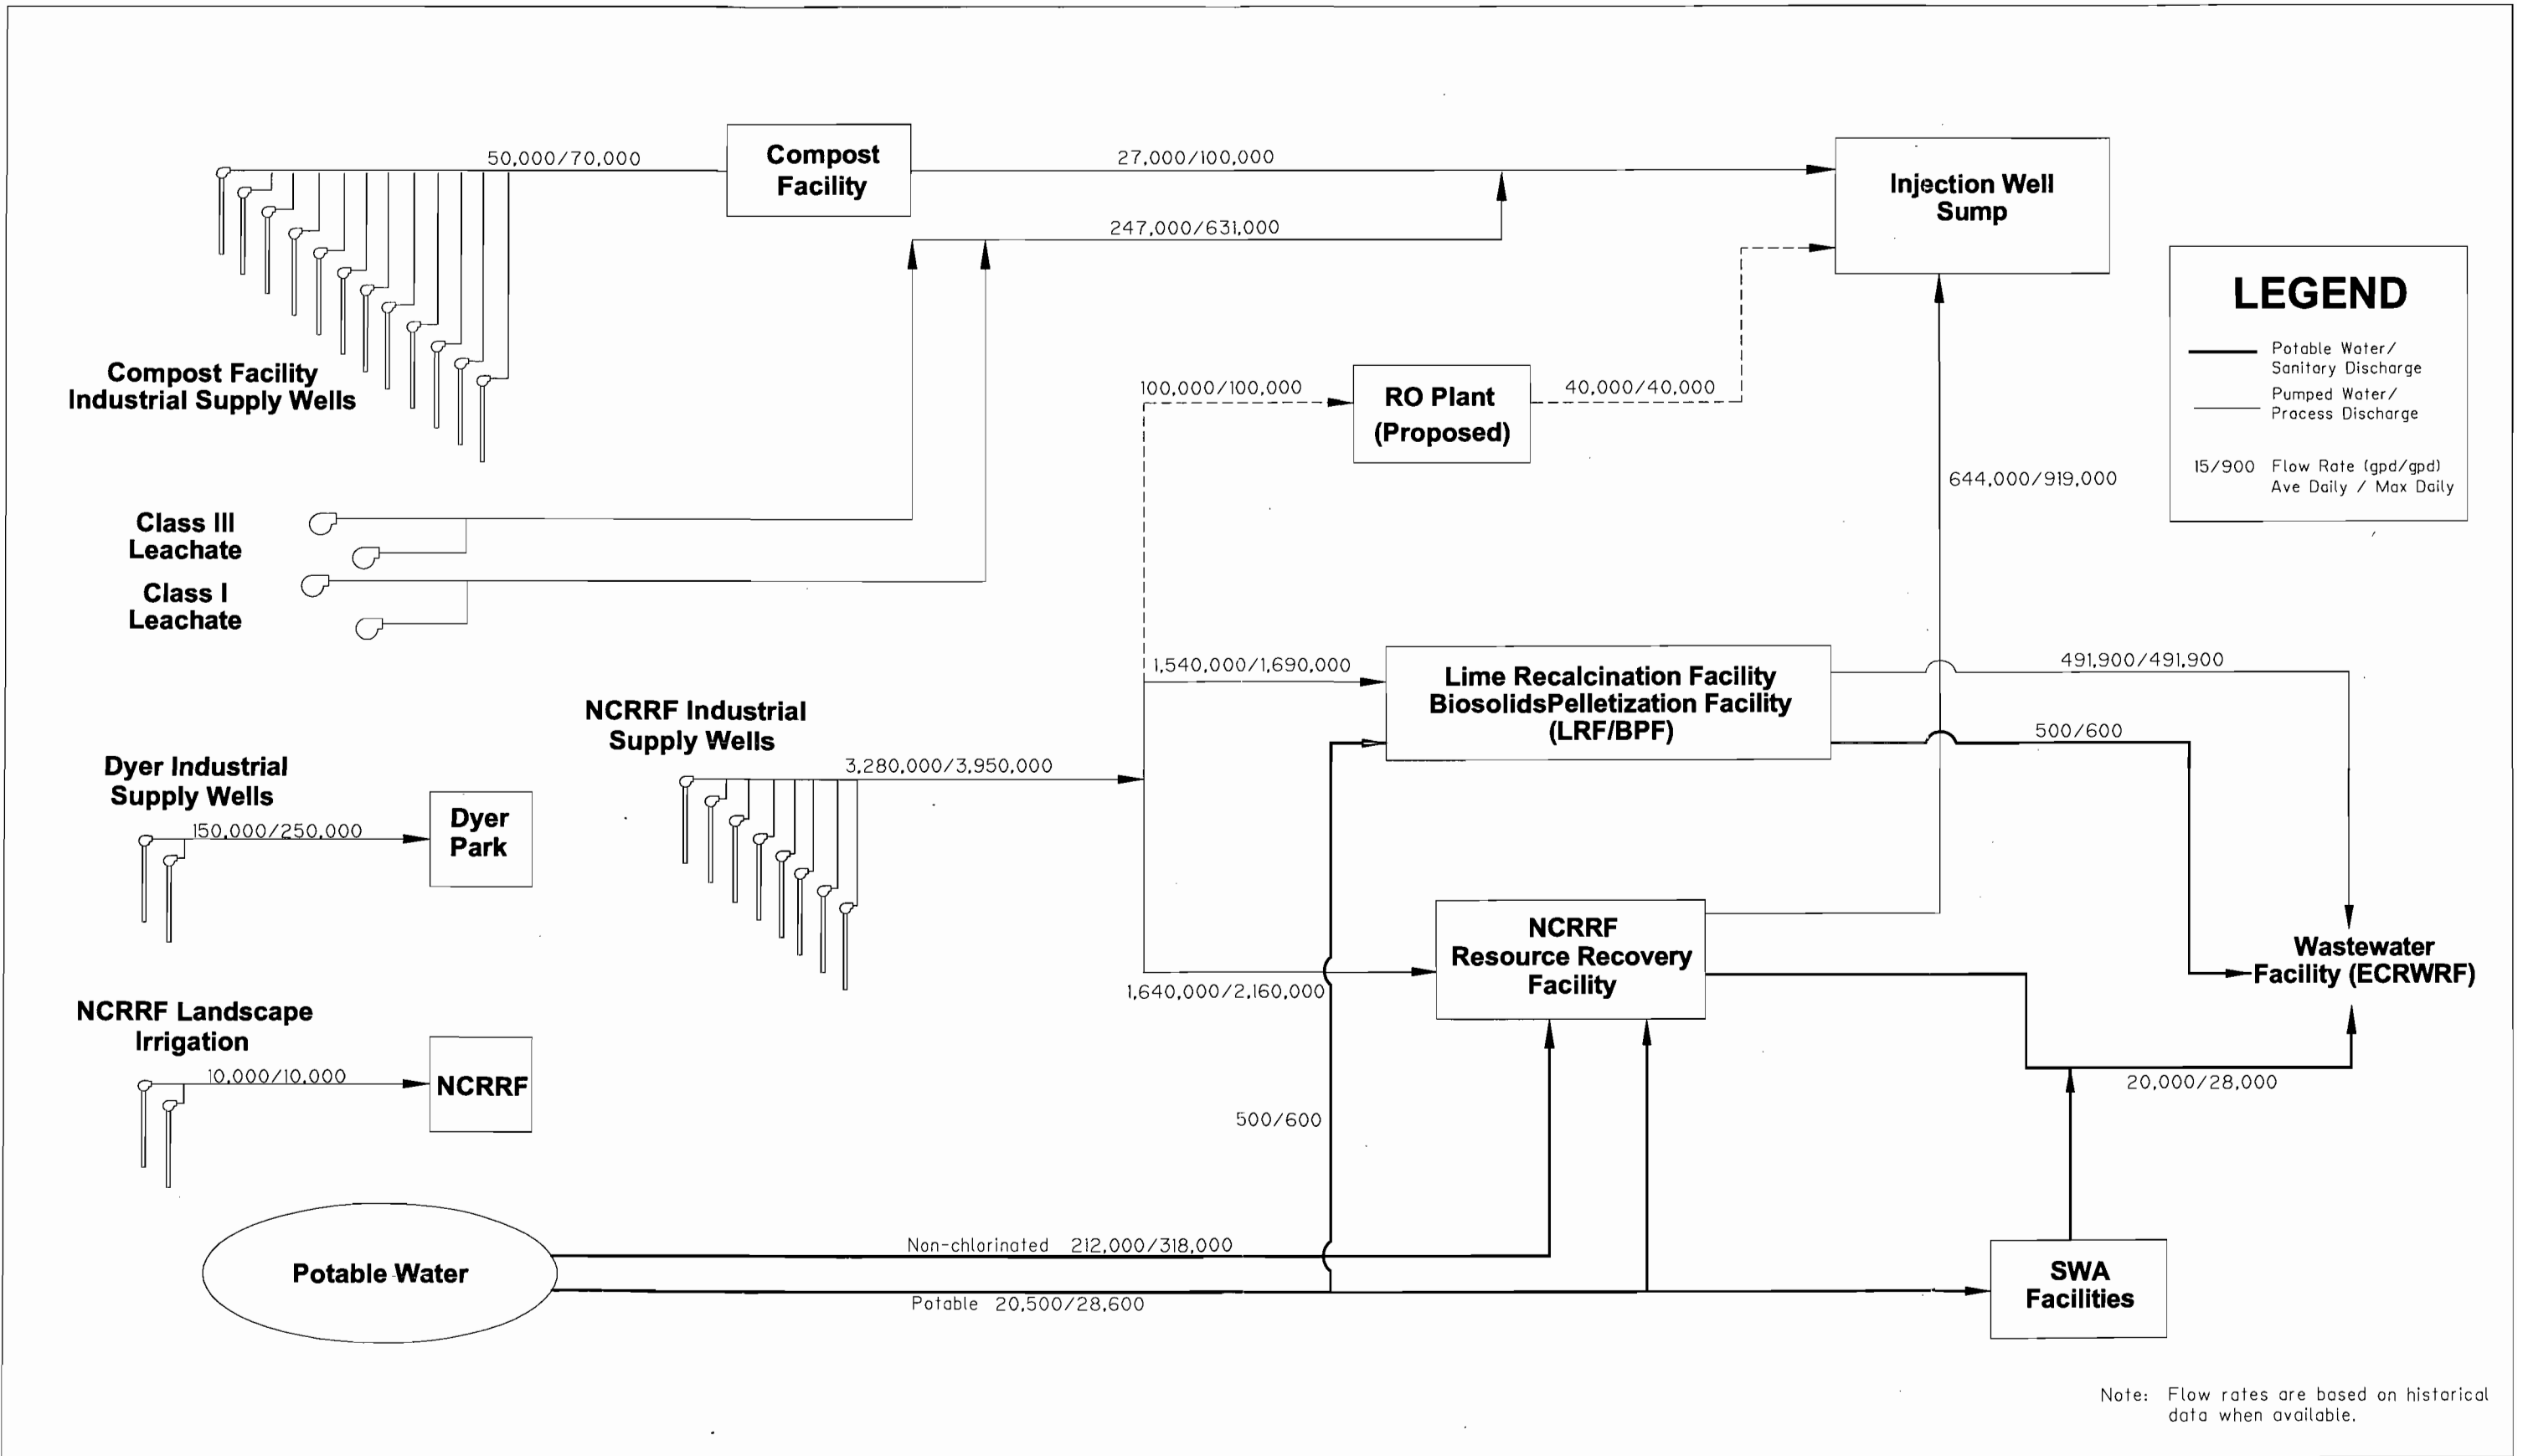 50,000/70,000
Compost
Facility
27,000/100,000
247,000/631,000
Injection Well
Sump
Compost Facility
Industrial Supply Wells
LEGEND
Potable Water/
Sanitary Discharge
Pumped Water/
Process Discharge
15/900 Flow Rate (gpd/gpd)
Ave Daily / Max Daily
100,000/100,000
RO Plant
(Proposed)
40,000/40,000
644,000/919,000
Class III
Leachate
Class I
Leachate
1,540,000/1,690,000
Lime Recalcination Facility
BiosolidsPelletization Facility
(LRF/BPF)
491,900/491,900
500/600
NCRRF Industrial
Supply Wells
3,280,000/3,950,000
Dyer Industrial
Supply Wells
150,000/250,000
Dyer
Park
1,640,000/2,160,000
NCRRF
Resource Recovery
Facility
Wastewater
Facility (ECRWRF)
NCRRF Landscape
Irrigation
10,000/10,000
NCRRF
500/600
20,000/28,000
Potable Water
Non-chlorinated 212,000/318,000
Potable 20,500/28,600
SWA
Facilities
Note: Flow rates are based on historical
data when available.